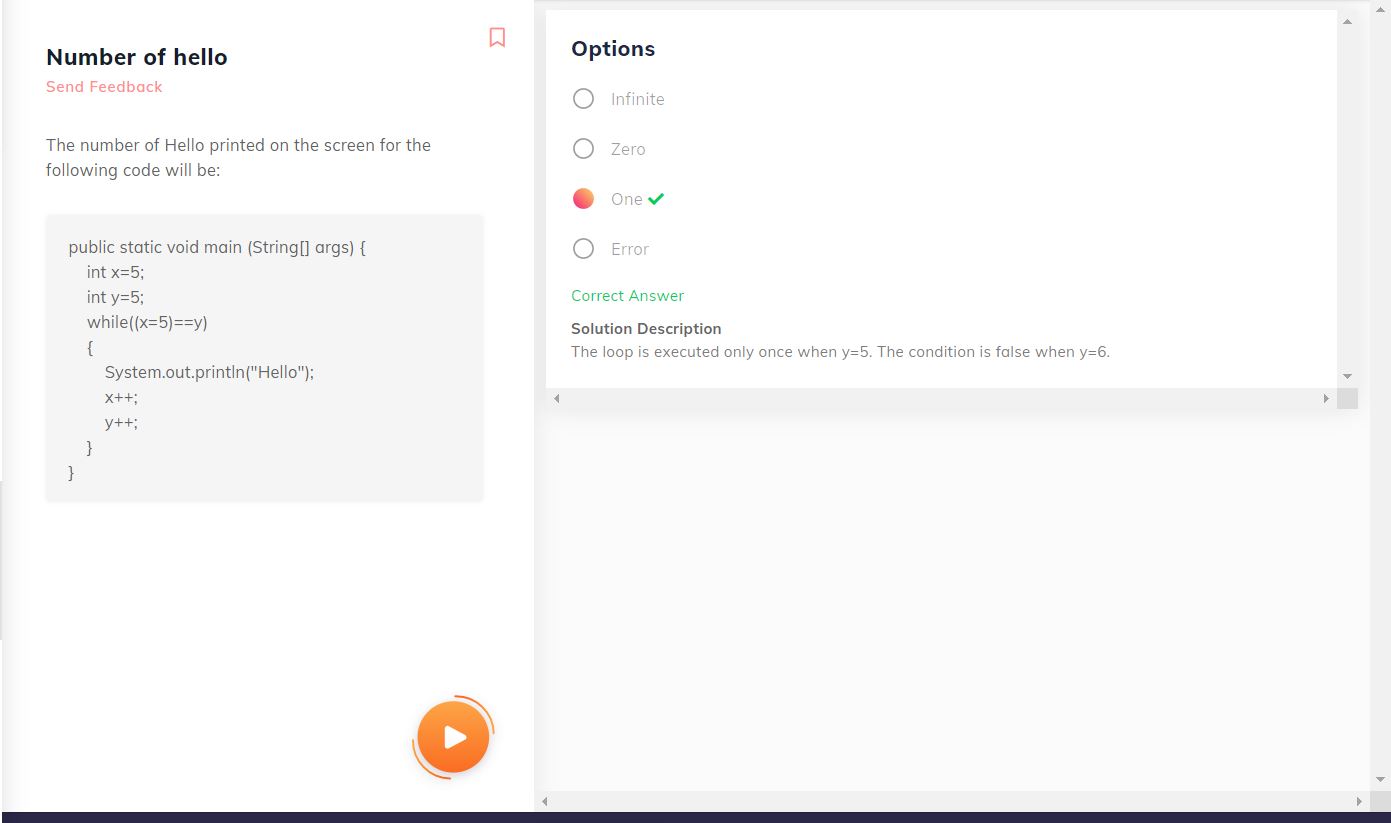 Number of hello
Send Feedback
The number of Hello printed on the screen for the
following code will be:
public static void main (String[] args) {
int x=5;
int y=5;
while((x=5)==y)
{
System.out.println("Hello");
x++;
y++;
}
}
Options
Infinite
Zero
One
Error
Correct Answer
Solution Description
The loop is executed only once when y=5. The condition is false when y=6.